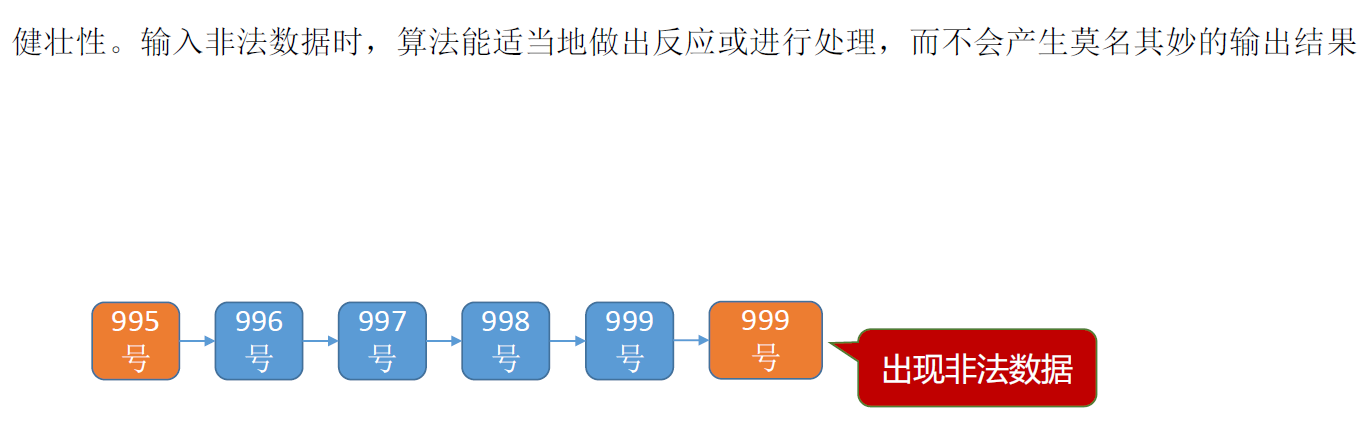 健壮性。输入非法数据时，算法能适当地做出反应或进行处理，而不会产生莫名其妙的输出结果
995
号
996
号
997
号
998
号
999
号
999
号
出现非法数据